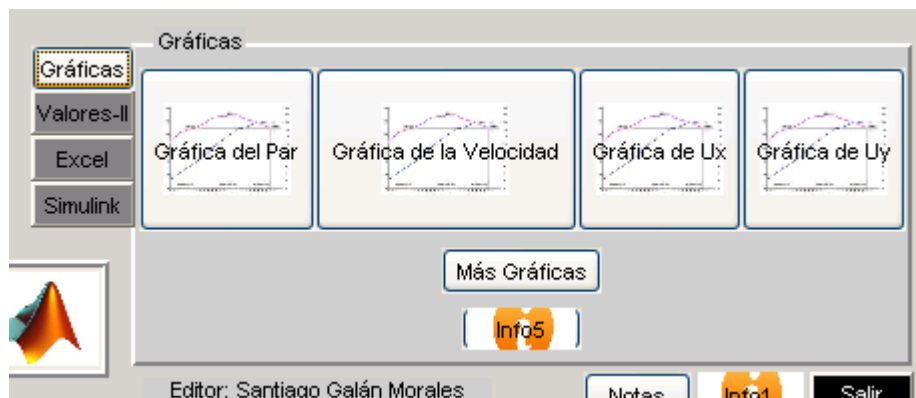 Gráficas
Gráficas
Valores-II
Excel
Simulink
Gráfica del Par
Gráfica de la Velocidad
Gráfica de Ux
Gráfica de Uy
Más Gráficas
Info5
Editor: Santiago Galán Morales
Notas
Info1
Salir